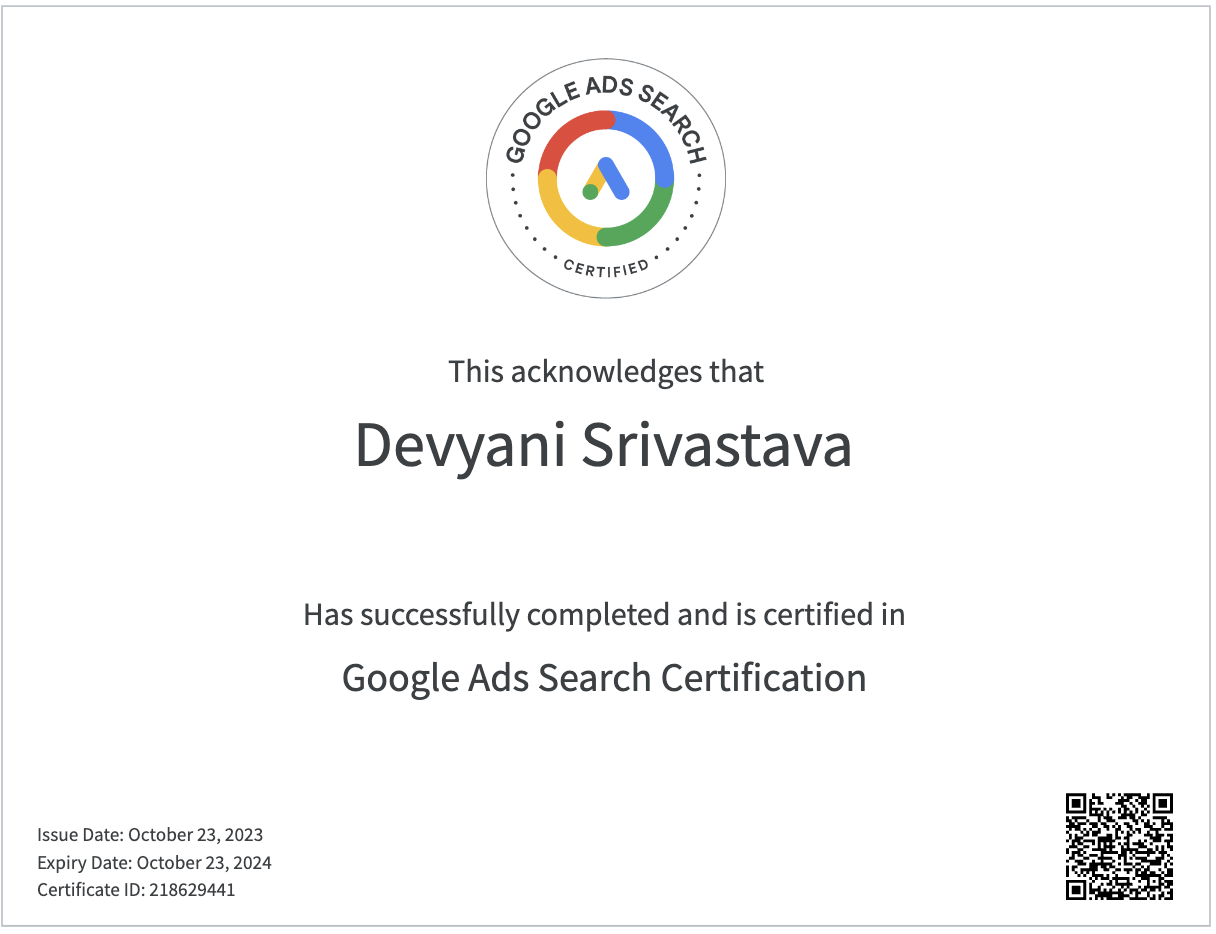 GOOGLE ADS SEARCH
CERTIFIED
This acknowledges that
Devyani Srivastava
Has successfully completed and is certified in
Google Ads Search Certification
Issue Date: October 23, 2023
Expiry Date: October 23, 2024
Certificate ID: 218629441